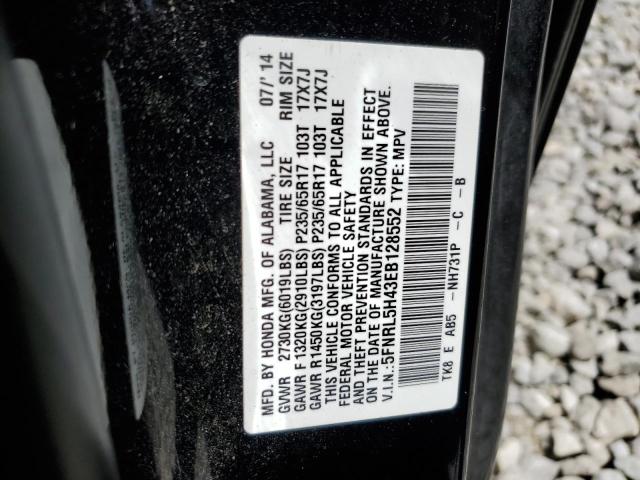 MFD. BY HONDA MFG. OF ALABAMA, LLC 07/'14
GVWR 2730KG(6019LBS) TIRE SIZE RIM SIZE
GAWR F 1320KG(2910LBS) P235/65R17 103T 17X7J
GAWR R1450KG(3197LBS) P235/65R17 103T 17X7J
THIS VEHICLE CONFORMS TO ALL APPLICABLE
FEDERAL MOTOR VEHICLE SAFETY
AND THEFT PREVENTION STANDARDS IN EFFECT
ON THE DATE OF MANUFACTURE SHOWN ABOVE.
V.I.N.:5FNRL5H43EB128552 TYPE: MPV
TK8 E AB5 -NH731P -C -B